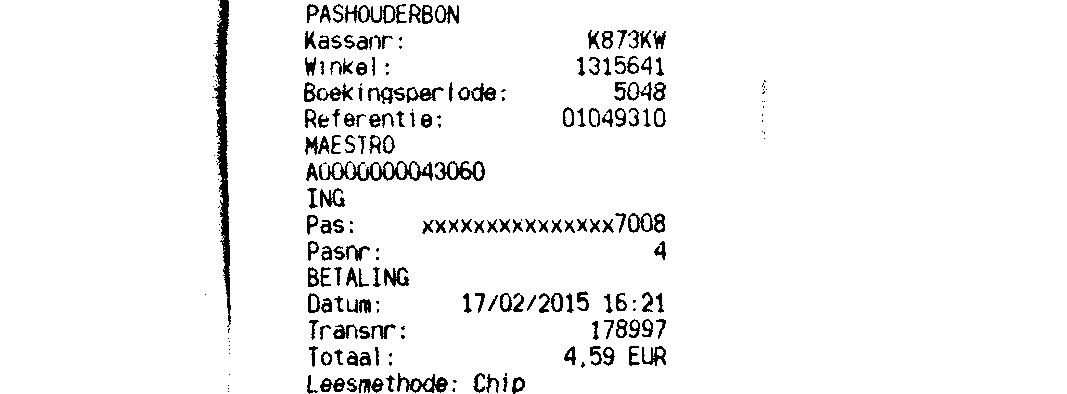 PASHOUDERBON
Kassanr: K873KW
Winkel: 1315641
Boekingsperiode: 5048
Referentie: 01049310
MAESTRO
A0000000043060
ING
Pas: xxxxxxxxxxxxxxx7008
Pasnr: 4
BETALING
Datum: 17/02/2015 16:21
Transnr: 178997
Totaal: 4,59 EUR
Leesmethode: Chip